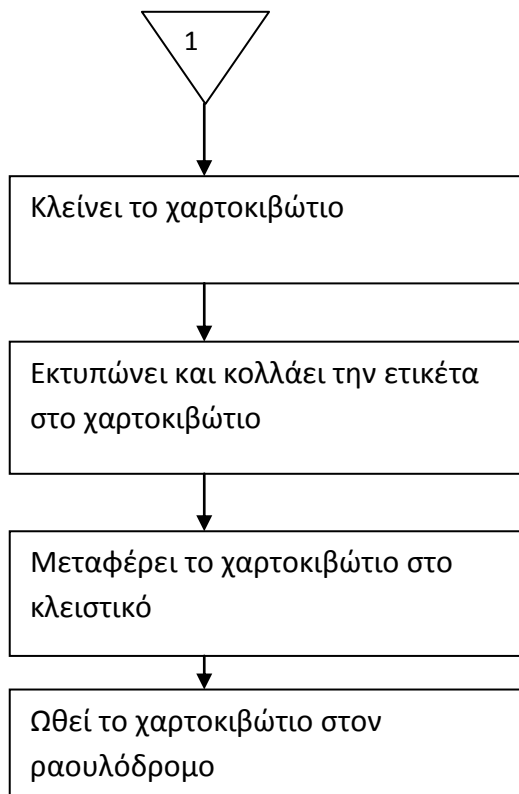 1
Κλείνει το χαρτοκιβώτιο
Εκτυπώνει και κολλάει την ετικέτα
στο χαρτοκιβώτιο
Μεταφέρει το χαρτοκιβώτιο στο
κλειστικό
Ωθεί το χαρτοκιβώτιο στον
ραουλόδρομο